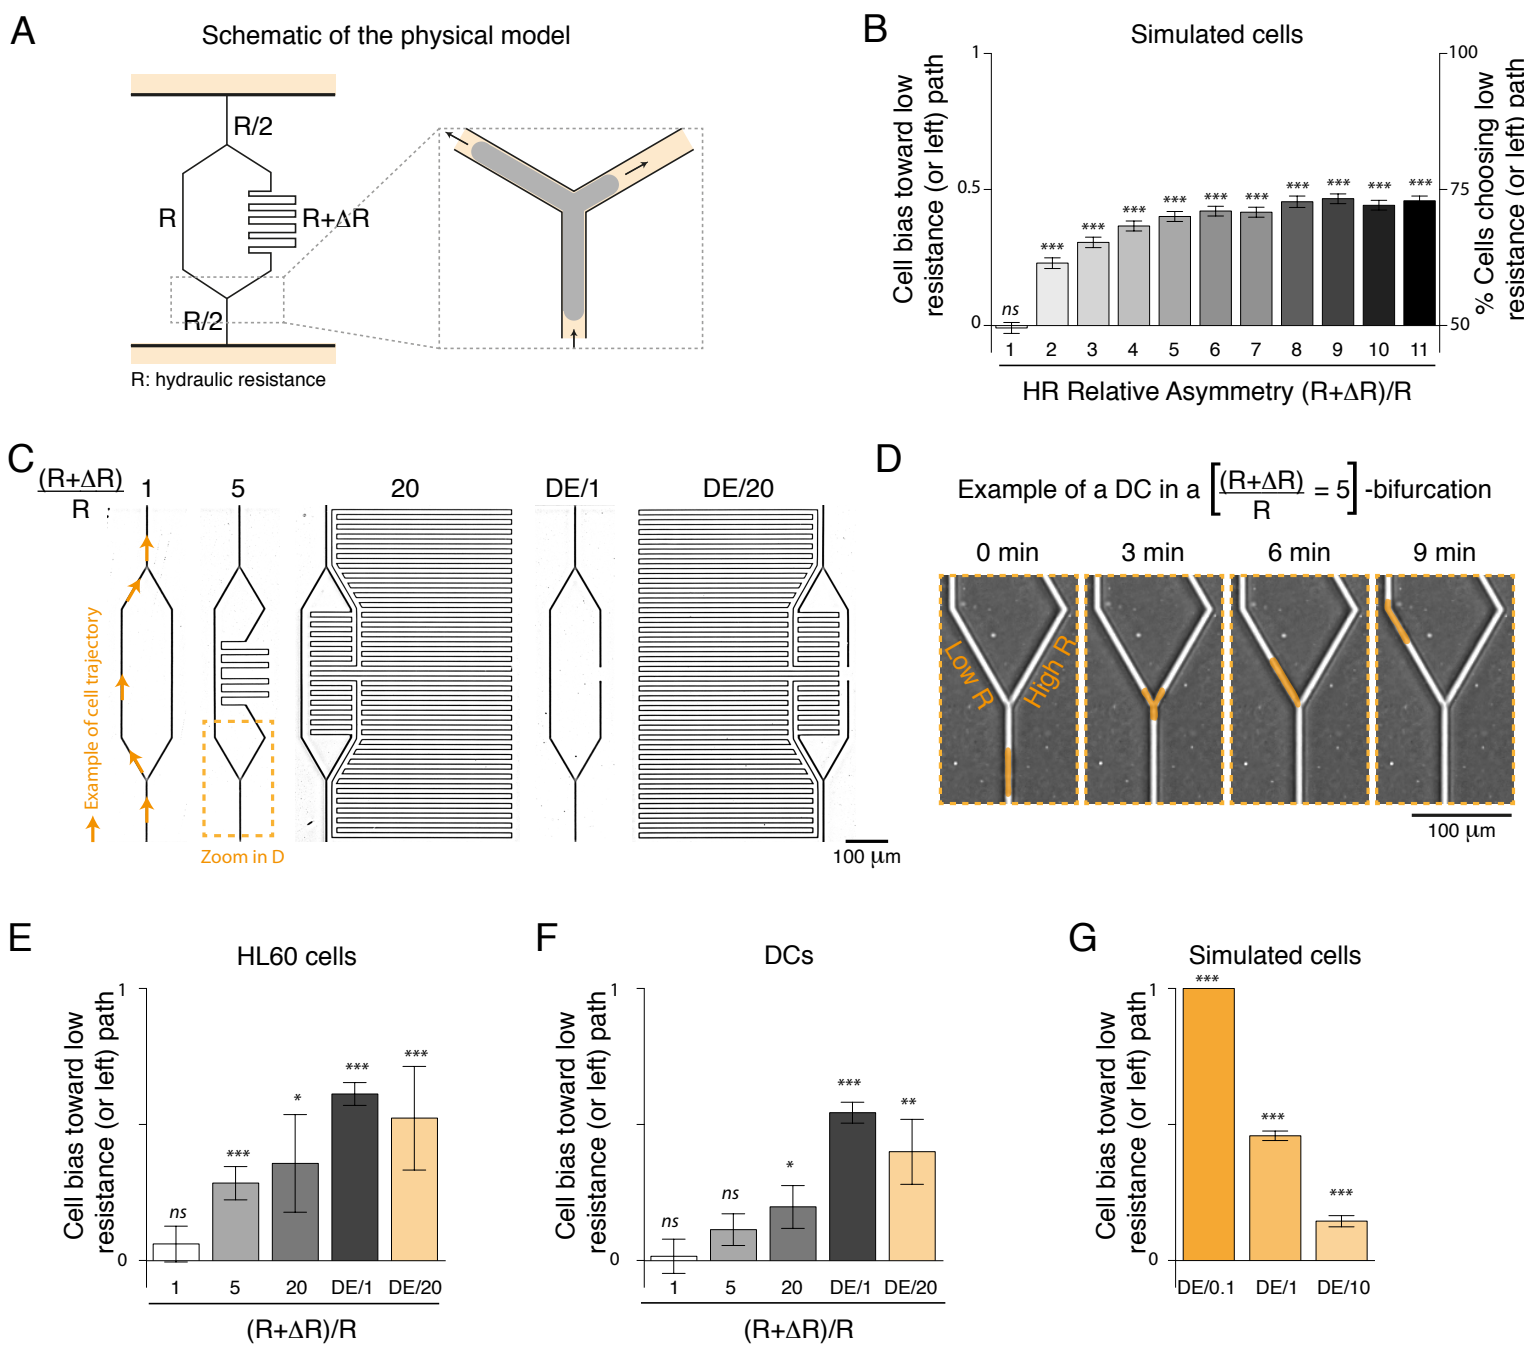 A
Schematic of the physical model
R/2
R
R+ΔR
R/2
R: hydraulic resistance
B
Simulated cells
Cell bias toward low
resistance (or left) path
1
0.5
0
ns
***
***
***
***
***
***
***
***
***
***
100
75
50
% Cells choosing low
resistance (or left) path
1 2 3 4 5 6 7 8 9 10 11
HR Relative Asymmetry (R+ΔR)/R
C
(R+ΔR)
R
1 5 20 DE/1 DE/20
Example of cell trajectory
Zoom in D
100 μm
D
Example of a DC in a [(R+ΔR)/R = 5]-bifurcation
0 min 3 min 6 min 9 min
Low R
High R
100 μm
E
HL60 cells
Cell bias toward low
resistance (or left) path
1
0
ns
***
*
***
***
1 5 20 DE/1 DE/20
(R+ΔR)/R
F
DCs
Cell bias toward low
resistance (or left) path
1
0
ns
ns
*
***
**
1 5 20 DE/1 DE/20
(R+ΔR)/R
G
Simulated cells
Cell bias toward low
resistance (or left) path
1
0
***
***
***
DE/0.1 DE/1 DE/10